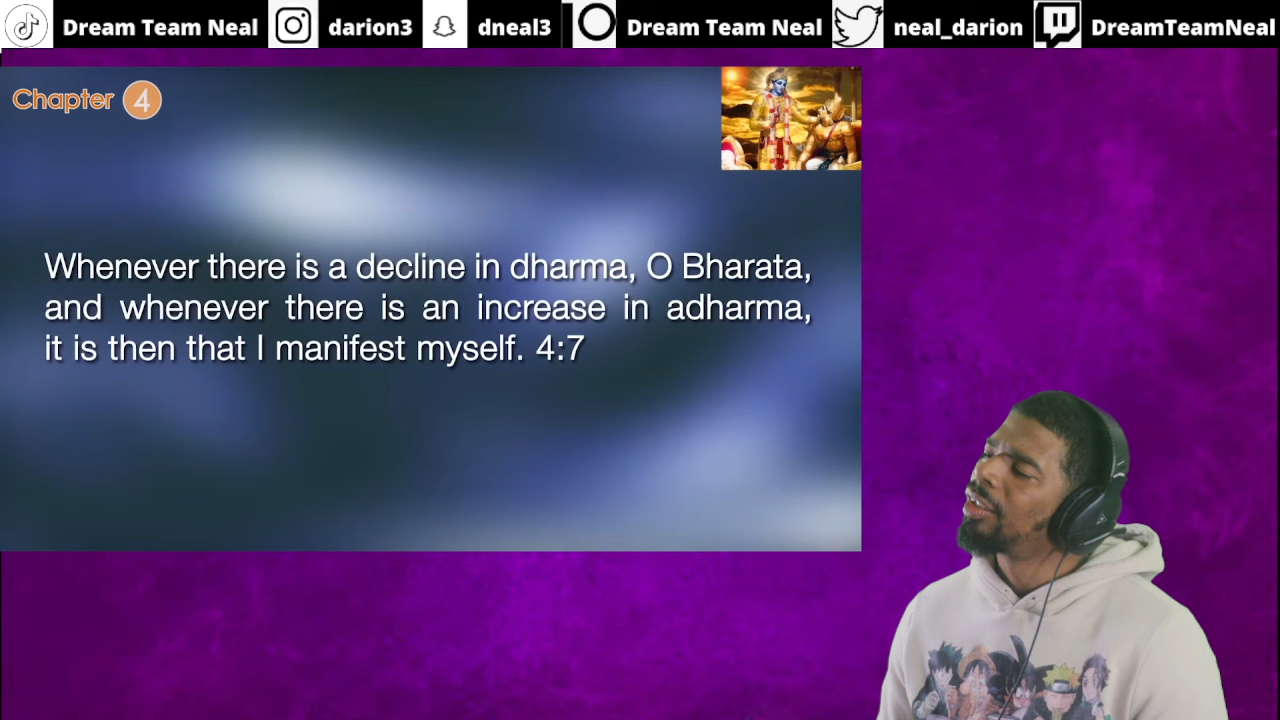 Dream Team Neal darion3 dneal3 Dream Team Neal neal_darion DreamTeamNeal
Chapter 4
Whenever there is a decline in dharma, O Bharata,
and whenever there is an increase in adharma,
it is then that I manifest myself. 4:7